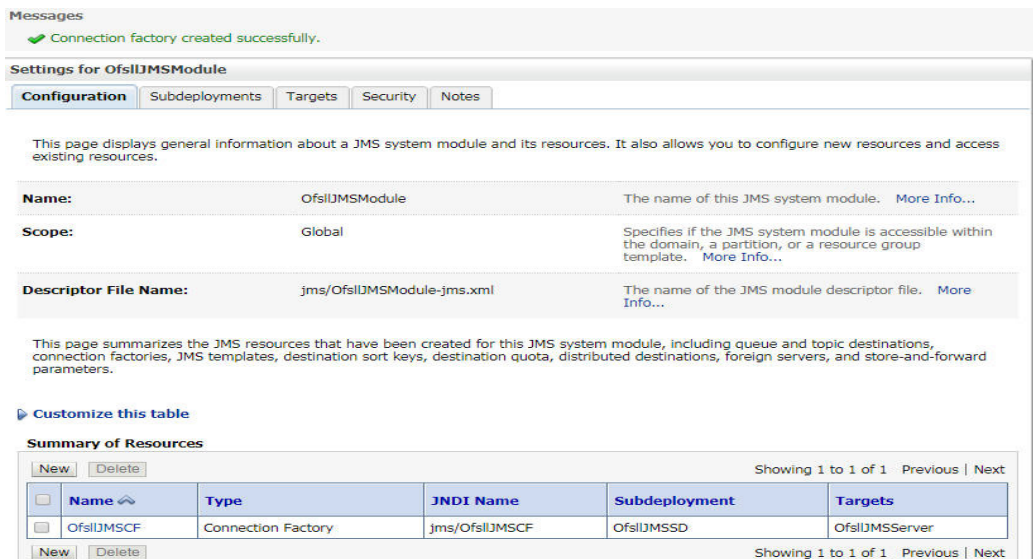 Messages
Connection factory created successfully.
Settings for OfsllJMSModule
Configuration Subdeployments Targets Security Notes
This page displays general information about a JMS system module and its resources. It also allows you to configure new resources and access
existing resources.
Name: OfsllJMSModule The name of this JMS system module. More Info...
Scope: Global Specifies if the JMS system module is accessible within
the domain, a partition, or a resource group
template. More Info...
Descriptor File Name: jms/OfsllJMSModule-jms.xml The name of the JMS module descriptor file. More
Info...
This page summarizes the JMS resources that have been created for this JMS system module, including queue and topic destinations,
connection factories, JMS templates, destination sort keys, destination quota, distributed destinations, foreign servers, and store-and-forward
parameters.
Customize this table
Summary of Resources
New Delete Showing 1 to 1 of 1 Previous | Next
Name Type JNDI Name Subdeployment Targets
OfsllJMSCF Connection Factory jms/OfsllJMSCF OfsllJMSSD OfsllJMSServer
New Delete Showing 1 to 1 of 1 Previous | Next